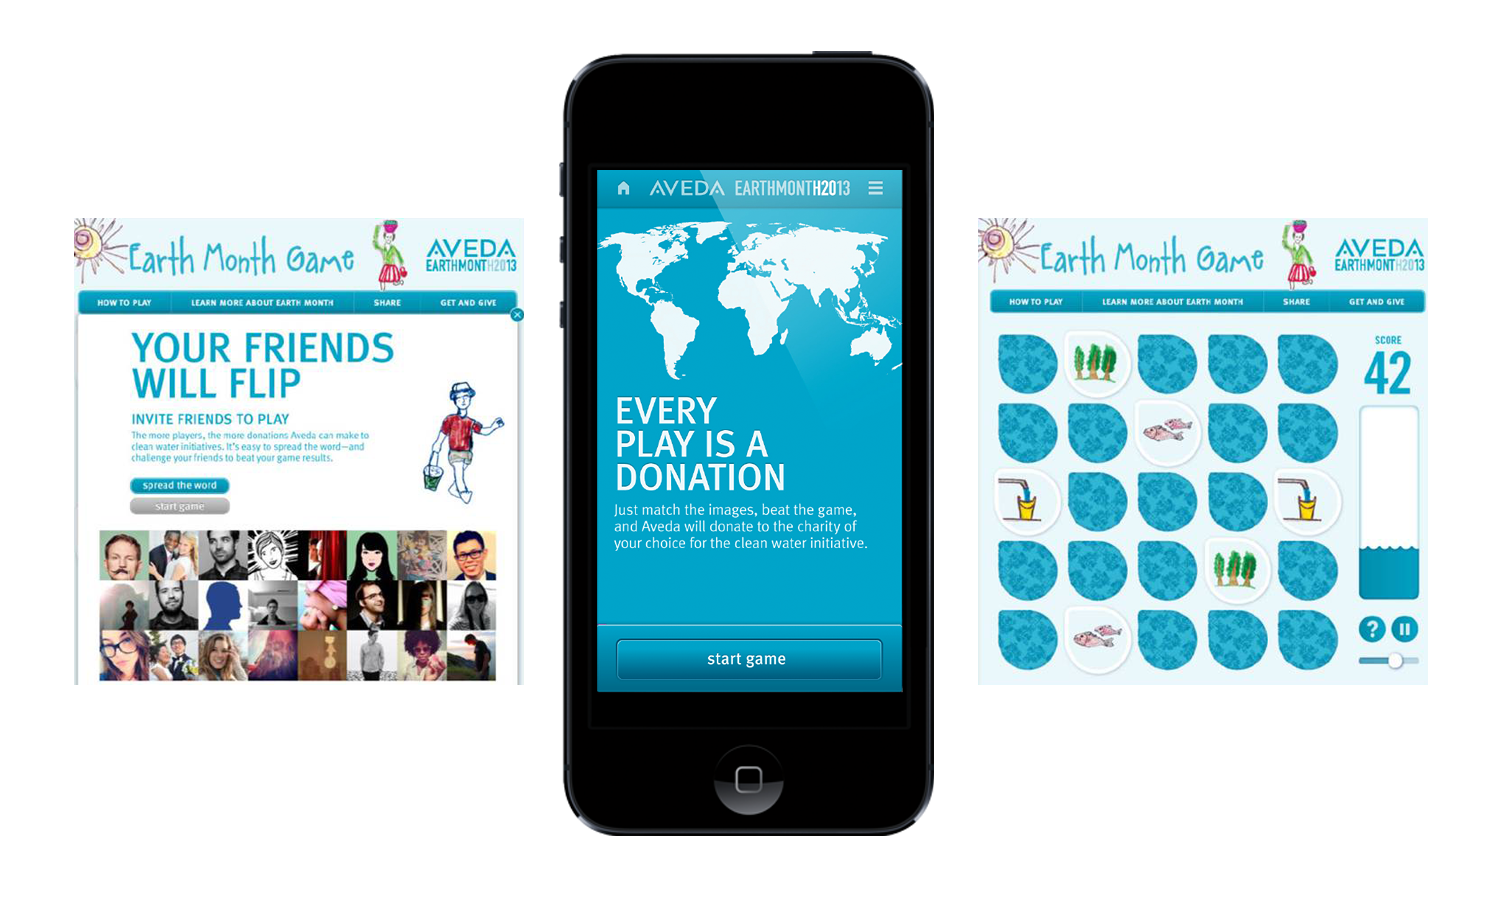 Earth Month Game
AVEDA
EARTHMONTH2013
HOW TO PLAY
LEARN MORE ABOUT EARTH MONTH
SHARE
GET AND GIVE
YOUR FRIENDS
WILL FLIP
INVITE FRIENDS TO PLAY
The more players, the more donations Aveda can make to
clean water initiatives. It's easy to spread the word—and
challenge your friends to beat your game results.
spread the word
start game
AVEDA EARTHMONTH2013
EVERY
PLAY IS A
DONATION
Just match the images, beat the game,
and Aveda will donate to the charity of
your choice for the clean water initiative.
start game
Earth Month Game
AVEDA
EARTHMONTH2013
HOW TO PLAY
LEARN MORE ABOUT EARTH MONTH
SHARE
GET AND GIVE
SCORE
42
?